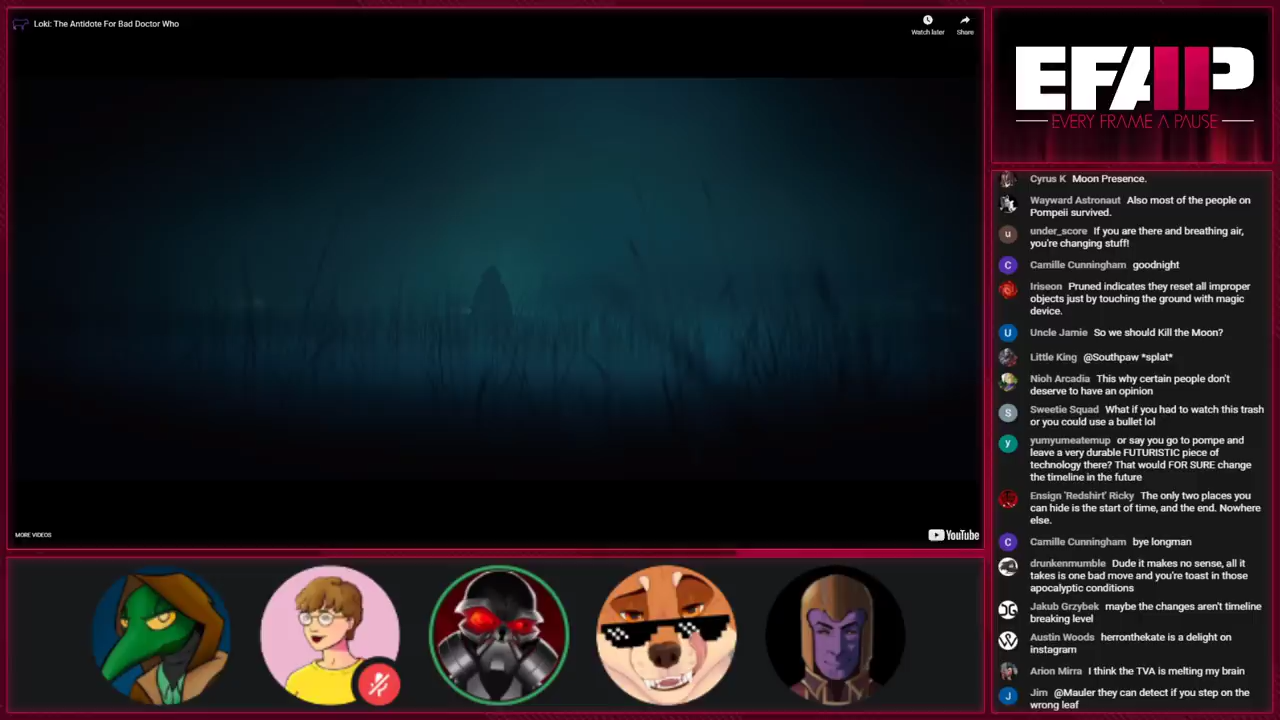 Loki: The Antidote For Bad Doctor Who
Watch later
Share
MORE VIDEOS
YouTube
EFAP
EVERY FRAME A PAUSE
Cyrus K Moon Presence.
Wayward Astronaut Also most of the people on
Pompeii survived.
u
under_score If you are there and breathing air,
you're changing stuff!
C
Camille Cunningham goodnight
Iriseon Pruned indicates they reset all improper
objects just by touching the ground with magic
device.
U
Uncle Jamie So we should Kill the Moon?
Little King @Southpaw *splat*
Nioh Arcadia This why certain people don't
deserve to have an opinion
S
Sweetie Squad What if you had to watch this trash
or you could use a bullet lol
y
yumyumeatemup or say you go to pompe and
leave a very durable FUTURISTIC piece of
technology there? That would FOR SURE change
the timeline in the future
Ensign 'Redshirt' Ricky The only two places you
can hide is the start of time, and the end. Nowhere
else.
C
Camille Cunningham bye longman
drunkenmumble Dude it makes no sense, all it
takes is one bad move and you're toast in those
apocalyptic conditions
Jakub Grzybek maybe the changes aren't timeline
breaking level
Austin Woods herronthekate is a delight on
instagram
Arion Mirra I think the TVA is melting my brain
J
Jim @Mauler they can detect if you step on the
wrong leaf